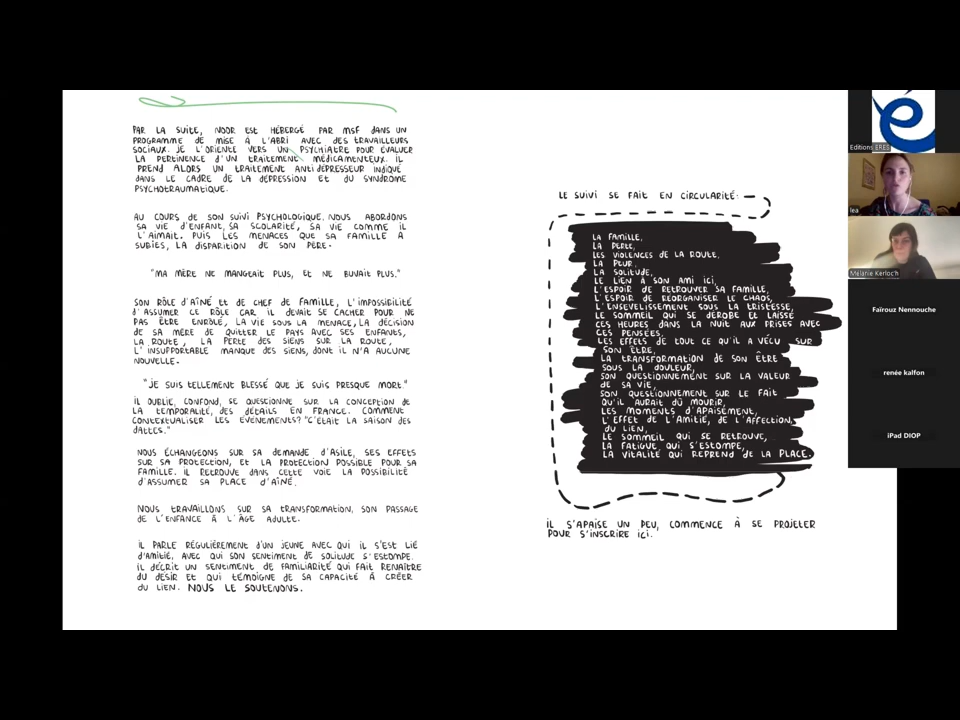 PAR LA SUITE, NOOR EST HÉBERGÉ PAR MSF DANS UN
PROGRAMME DE MISE À L'ABRI AVEC DES TRAVAILLEURS
SOCIAUX. JE L'ORIENTE VERS UN PSYCHIATRE POUR ÉVALUER
LA PERTINENCE D'UN TRAITEMENT MÉDICAMENTEUX. IL
PREND ALORS UN TRAITEMENT ANTIDÉPRESSEUR INDIQUÉ
DANS LE CADRE DE LA DÉPRESSION ET DU SYNDROME
PSYCHOTRAUMATIQUE.
AU COURS DE SON SUIVI PSYCHOLOGIQUE, NOUS ABORDONS
SA VIE D'ENFANT, SA SCOLARITÉ, SA VIE COMME IL
L'AIMAIT. PUIS LES MENACES QUE SA FAMILLE A
SUBIES, LA DISPARITION DE SON PÈRE.
"MA MÈRE NE MANGEAIT PLUS, ET NE BUVAIT PLUS."
SON RÔLE D'AÎNÉ ET DE CHEF DE FAMILLE, L'IMPOSSIBILITÉ
D'ASSUMER CE RÔLE CAR IL DEVAIT SE CACHER POUR NE
PAS ÊTRE ENRÔLÉ, LA VIE SOUS LA MENACE, LA DÉCISION
DE SA MÈRE DE QUITTER LE PAYS AVEC SES ENFANTS,
LA ROUTE, LA PERTE DES SIENS SUR LA ROUTE,
L'INSUPPORTABLE MANQUE DES SIENS, DONT IL N'A AUCUNE
NOUVELLE.
"JE SUIS TELLEMENT BLESSÉ QUE JE SUIS PRESQUE MORT."
IL OUBLIE, CONFOND, SE QUESTIONNE SUR LA CONCEPTION DE
LA TEMPORALITÉ, DES DÉTAILS EN FRANCE. COMMENT
CONTEXTUALISER LES ÉVÈNEMENTS? "C'ÉTAIT LA SAISON DES
DATTES."
NOUS ÉCHANGEONS SUR SA DEMANDE D'ASILE, SES EFFETS
SUR SA PROTECTION, ET LA PROTECTION POSSIBLE POUR SA
FAMILLE. IL RETROUVE DANS CETTE VOIE LA POSSIBILITÉ
D'ASSUMER SA PLACE D'AÎNÉ.
NOUS TRAVAILLONS SUR SA TRANSFORMATION, SON PASSAGE
DE L'ENFANCE À L'ÂGE ADULTE.
IL PARLE RÉGULIÈREMENT D'UN JEUNE AVEC QUI IL S'EST LIÉ
D'AMITIÉ, AVEC QUI SON SENTIMENT DE SOLITUDE S'ESTOMPE.
IL DÉCRIT UN SENTIMENT DE FAMILIARITÉ QUI FAIT RENAÎTRE
DU DÉSIR ET QUI TÉMOIGNE DE SA CAPACITÉ À CRÉER
DU LIEN. NOUS LE SOUTENONS.
LE SUIVI SE FAIT EN CIRCULARITÉ:
LA FAMILLE,
LA PERTE,
LES VIOLENCES DE LA ROUTE,
LA PEUR,
LA SOLITUDE,
LE LIEN À SON AMI ICI,
L'ESPOIR DE RETROUVER SA FAMILLE,
L'ESPOIR DE RÉORGANISER LE CHAOS,
L'ENSEVELISSEMENT SOUS LA TRISTESSE,
LE SOMMEIL QUI SE DÉROBE ET LAISSE
CES HEURES DANS LA NUIT AUX PRISES AVEC
CES PENSÉES,
LES EFFETS DE TOUT CE QU'IL A VÉCU SUR
SON ÊTRE,
LA TRANSFORMATION DE SON ÊTRE
SOUS LA DOULEUR,
SON QUESTIONNEMENT SUR LA VALEUR
DE SA VIE,
SON QUESTIONNEMENT SUR LE FAIT
QU'IL AURAIT DÛ MOURIR,
LES MOMENTS D'APAISEMENT,
L'EFFET DE L'AMITIÉ, DE L'AFFECTION,
DU LIEN,
LE SOMMEIL QUI SE RETROUVE,
LA FATIGUE QUI S'ESTOMPE,
LA VITALITÉ QUI REPREND DE LA PLACE.
IL S'APAISE UN PEU, COMMENCE À SE PROJETER
POUR S'INSCRIRE ICI.
é
Editions ERES
lea
Mélanie Kerloc'h
Faïrouz Nennouche
renée kalfon
iPad DIOP